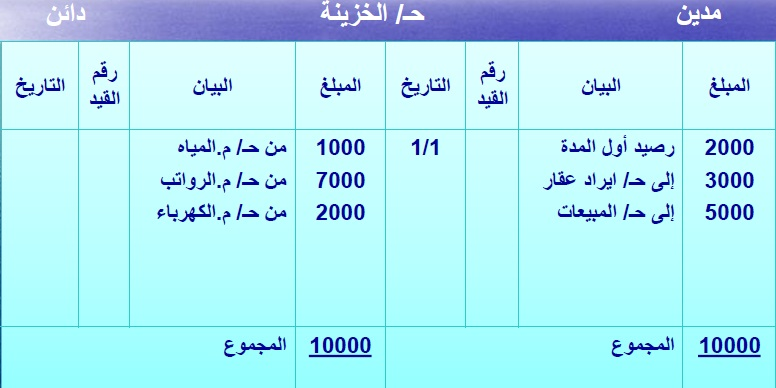 مدين حـ/ الخزينة دائن
المبلغ البيان رقم القيد التاريخ المبلغ البيان رقم القيد التاريخ
2000 رصيد أول المدة 1/1 1000 من حـ/ م.المياه
3000 إلى حـ/ ايراد عقار 7000 من حـ/ م.الرواتب
5000 إلى حـ/ المبيعات 2000 من حـ/ م.الكهرباء
10000 المجموع 10000 المجموع